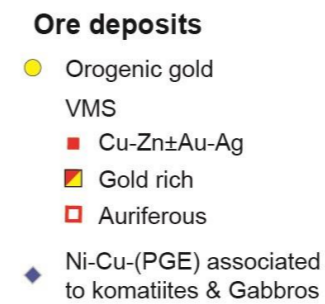 Ore deposits
Orogenic gold
VMS
Cu-Zn±Au-Ag
Gold rich
Auriferous
Ni-Cu-(PGE) associated
to komatiites & Gabbros